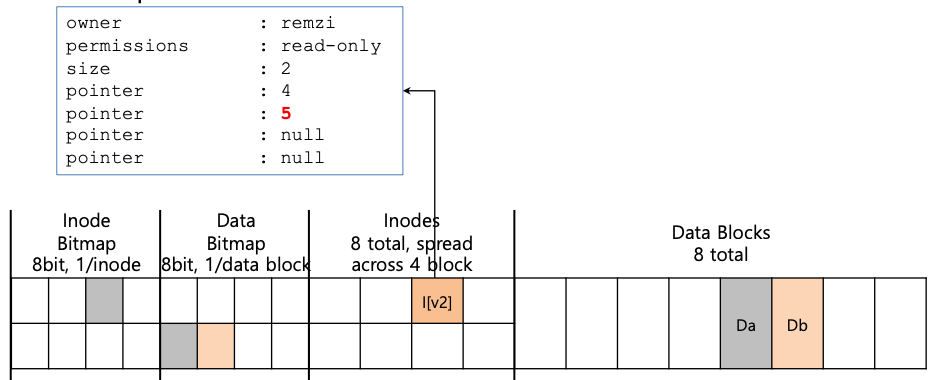 owner : remzi
permissions : read-only
size : 2
pointer : 4
pointer : 5
pointer : null
pointer : null
Inode
Bitmap
8bit, 1/inode
Data
Bitmap
8bit, 1/data block
Inodes
8 total, spread
across 4 block
Data Blocks
8 total
I[v2]
Da
Db